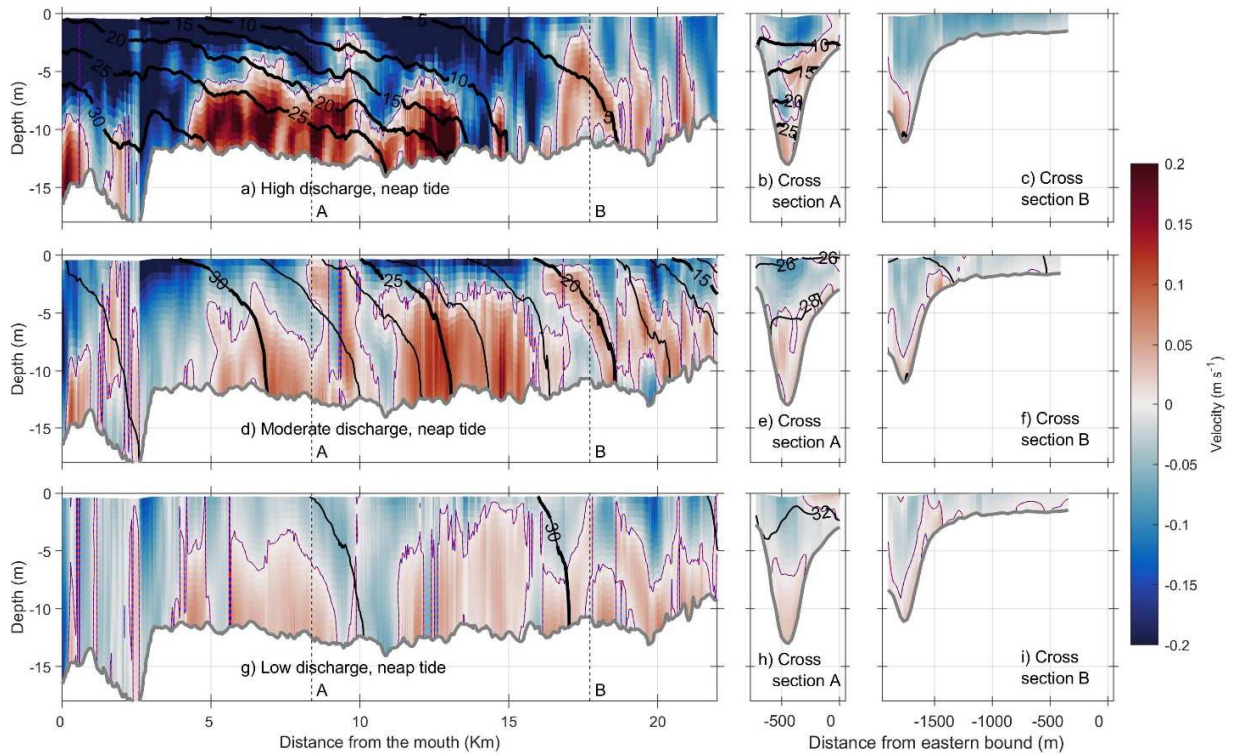 0
-5
-10
-15
Depth (m)
20
15
10
5
25
30
25
20
15
10
5
a) High discharge, neap tide
A
B
10
15
20
25
b) Cross
section A
c) Cross
section B
0
-5
-10
-15
Depth (m)
30
25
20
15
d) Moderate discharge, neap tide
A
B
26
26
28
e) Cross
section A
f) Cross
section B
0
-5
-10
-15
Depth (m)
30
g) Low discharge, neap tide
A
B
32
h) Cross
section A
i) Cross
section B
0
5
10
15
20
Distance from the mouth (Km)
-500
0
-1500
-1000
-500
0
Distance from eastern bound (m)
0.2
0.15
0.1
0.05
0
-0.05
-0.1
-0.15
-0.2
Velocity (m s⁻¹)